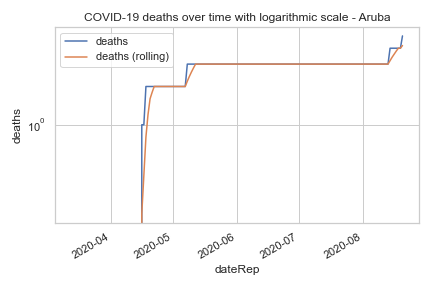 COVID-19 deaths over time with logarithmic scale - Aruba
deaths
deaths (rolling)
deaths
10⁰
2020-04
2020-05
2020-06
2020-07
2020-08
dateRep